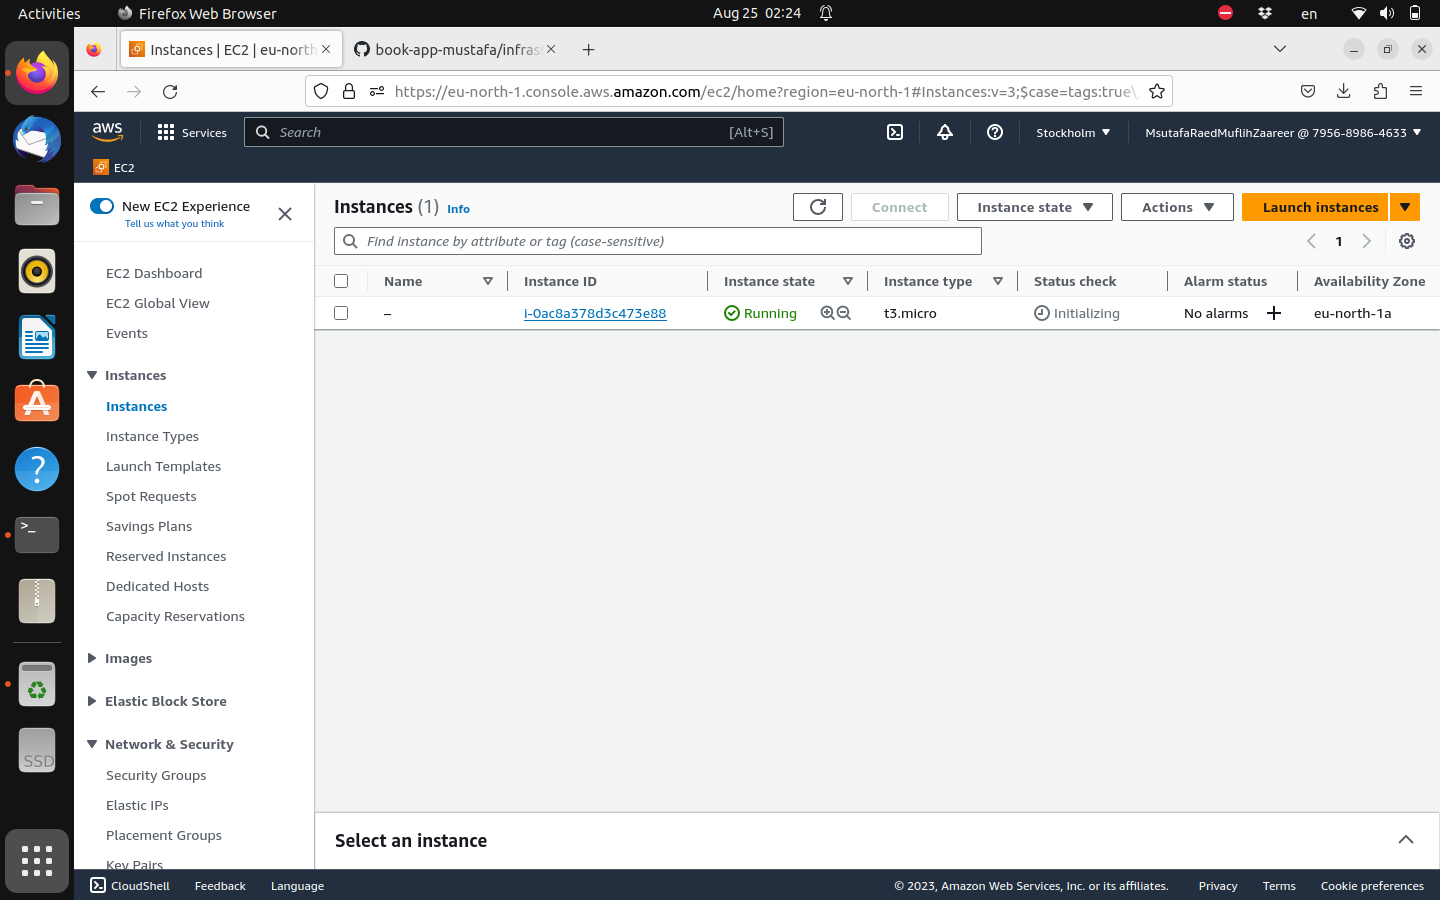 Activities
Firefox Web Browser
Aug 25 02:24
en
Instances | EC2 | eu-north
book-app-mustafa/infras
https://eu-north-1.console.aws.amazon.com/ec2/home?region=eu-north-1#Instances:v=3;$case=tags:true\,
aws
Services
Search
[Alt+S]
Stockholm
MsutafaRaedMuflihZaareer @ 7956-8986-4633
EC2
New EC2 Experience
Tell us what you think
EC2 Dashboard
EC2 Global View
Events
Instances
Instances
Instance Types
Launch Templates
Spot Requests
Savings Plans
Reserved Instances
Dedicated Hosts
Capacity Reservations
Images
Elastic Block Store
Network & Security
Security Groups
Elastic IPs
Placement Groups
Key Pairs
Instances (1) Info
Connect
Instance state
Actions
Launch instances
Find instance by attribute or tag (case-sensitive)
1
Name
Instance ID
Instance state
Instance type
Status check
Alarm status
Availability Zone
–
i-0ac8a378d3c473e88
Running
t3.micro
Initializing
No alarms
eu-north-1a
Select an instance
SSD
CloudShell
Feedback
Language
© 2023, Amazon Web Services, Inc. or its affiliates.
Privacy
Terms
Cookie preferences